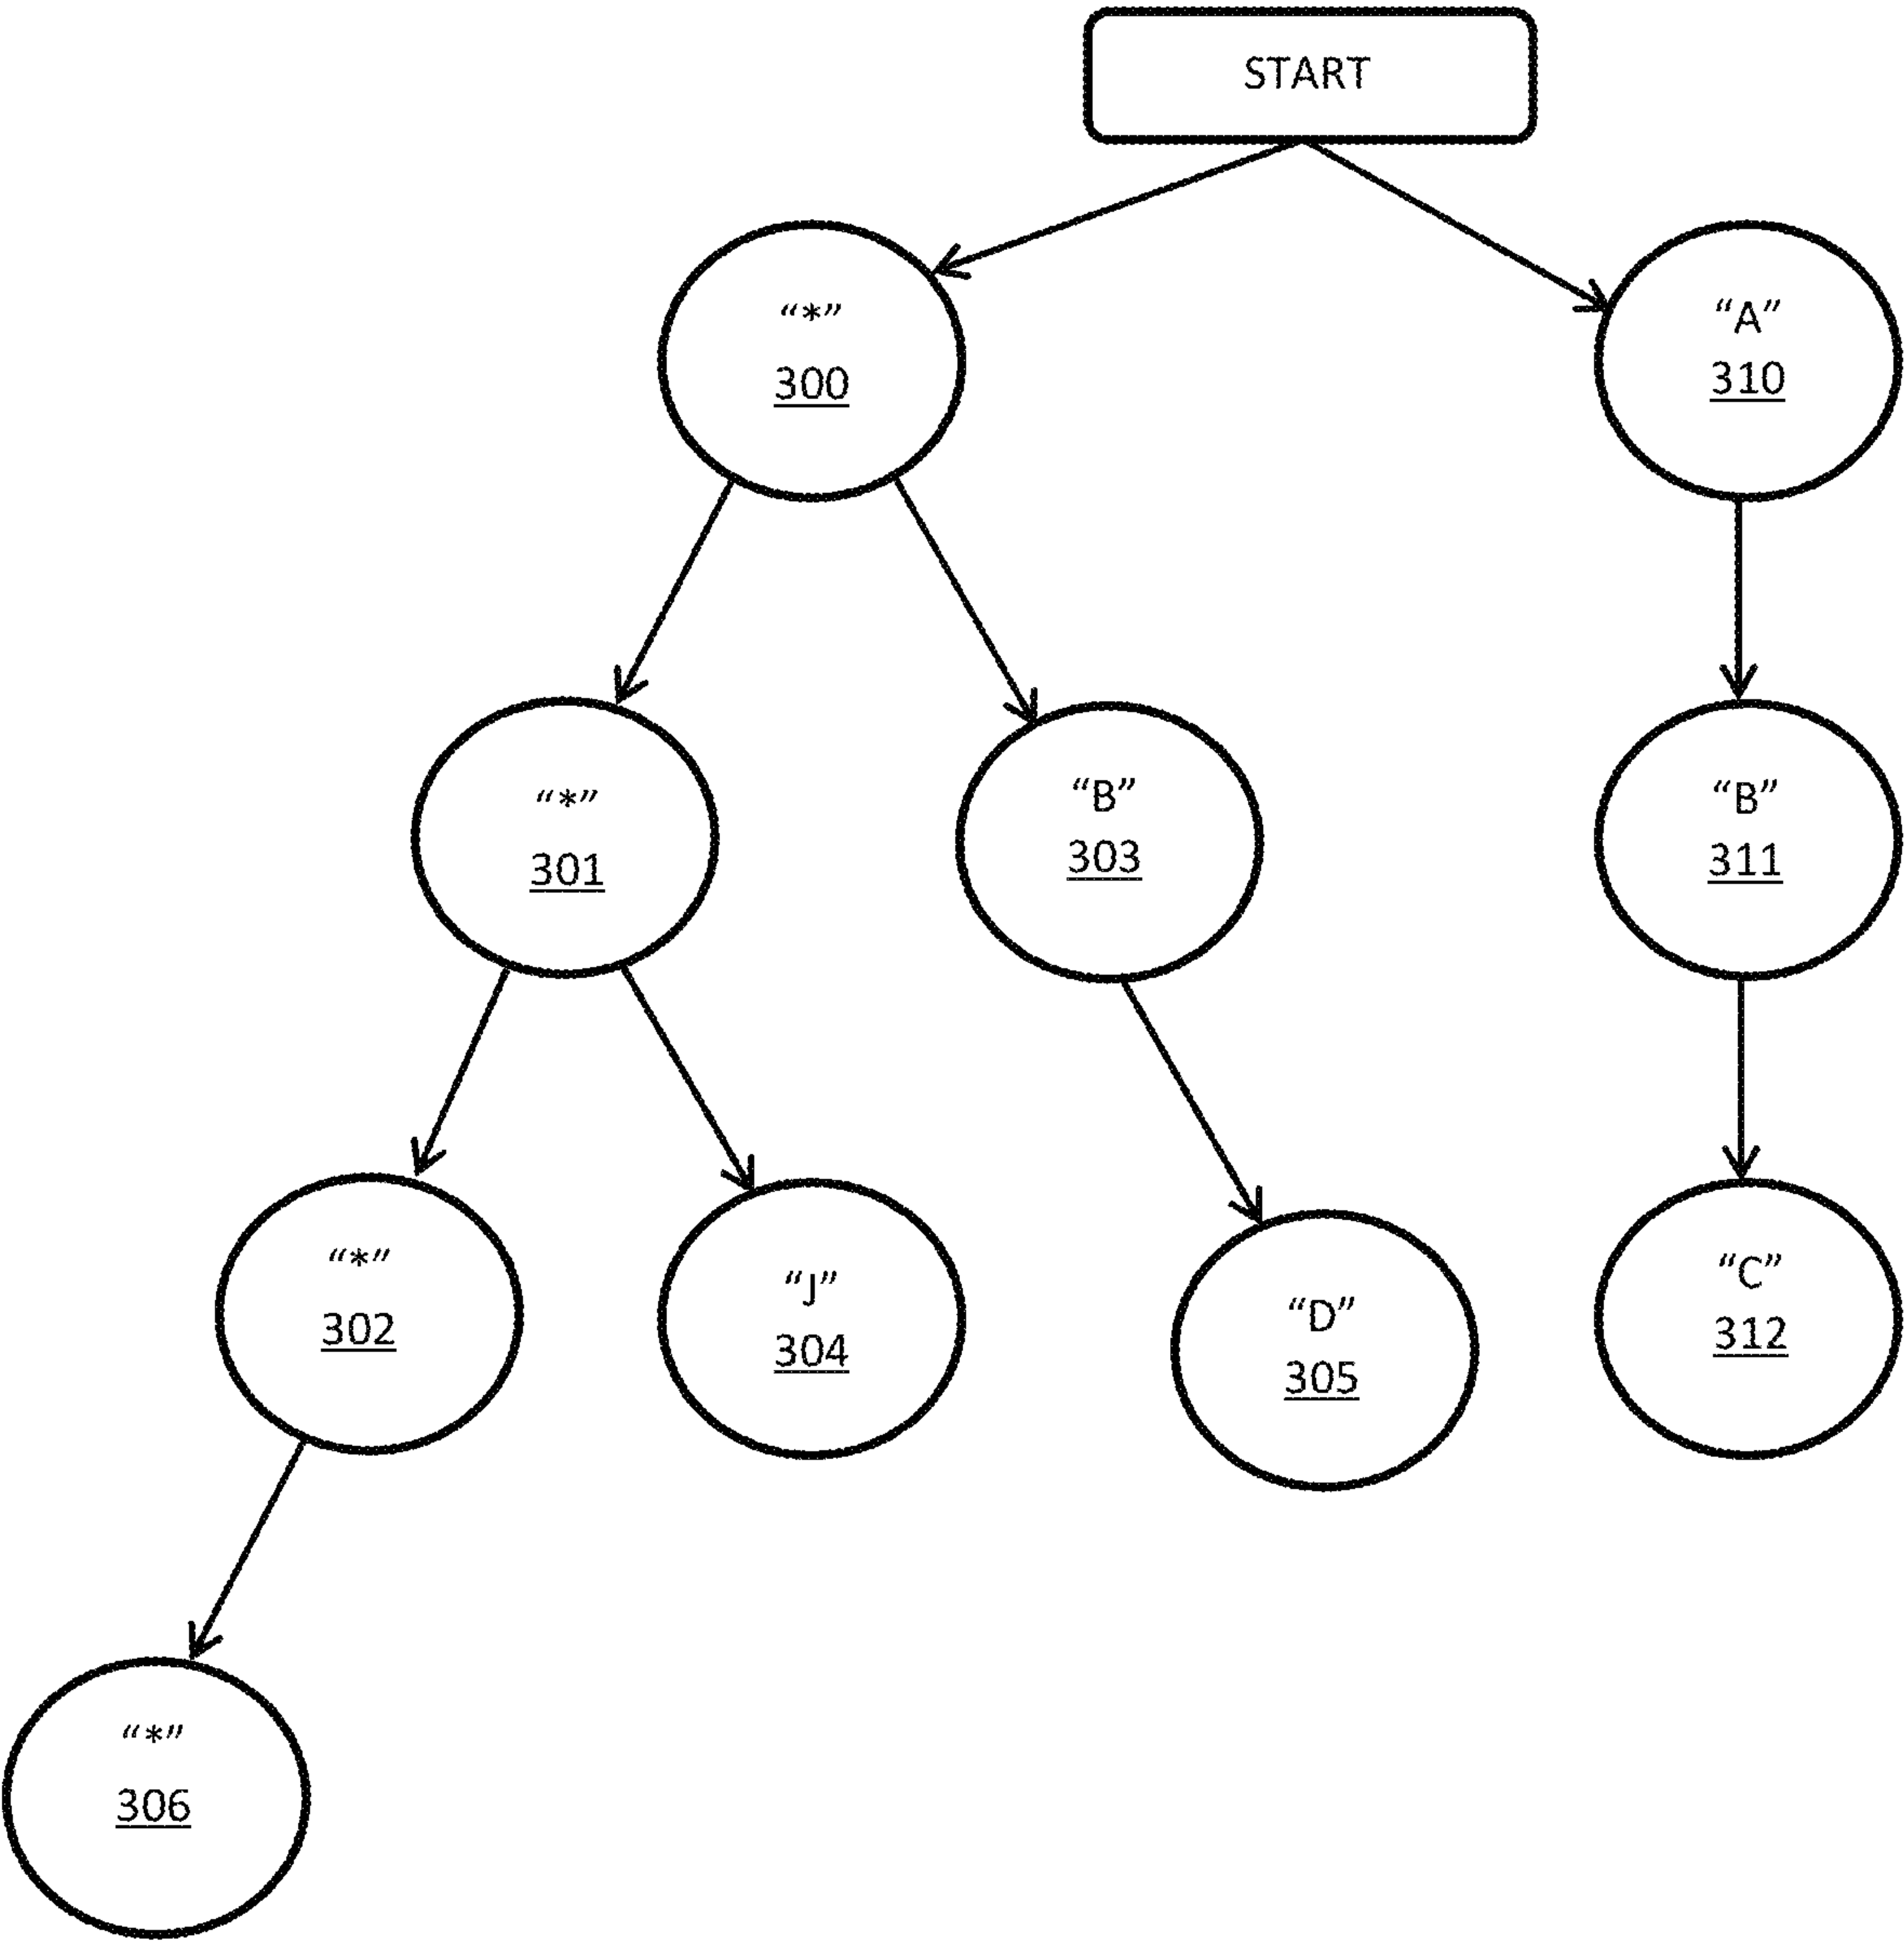 START
“*”
300
“A”
310
“*”
301
“B”
303
“B”
311
“*”
302
“J”
304
“D”
305
“C”
312
“*”
306